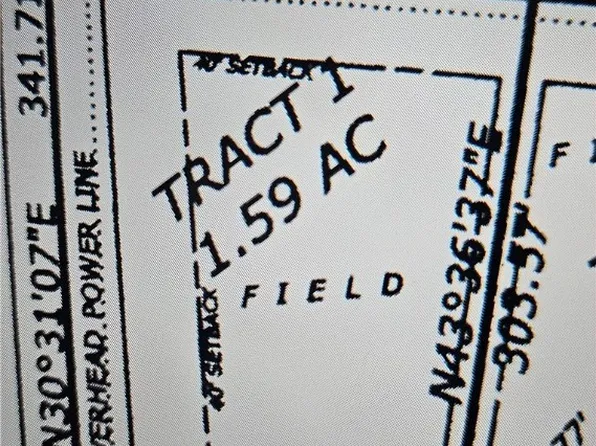 N30°31'07"E 341.7
OVERHEAD POWER LINE
40' SETBACK
TRACT 1
1.59 AC
FIELD
40' SETBACK
N43°36'37"E
303.57'
F
77'